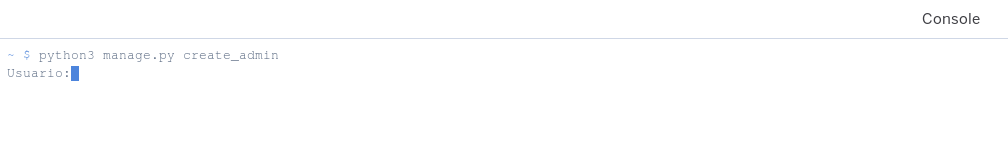 Console
~ $ python3 manage.py create_admin
Usuario: